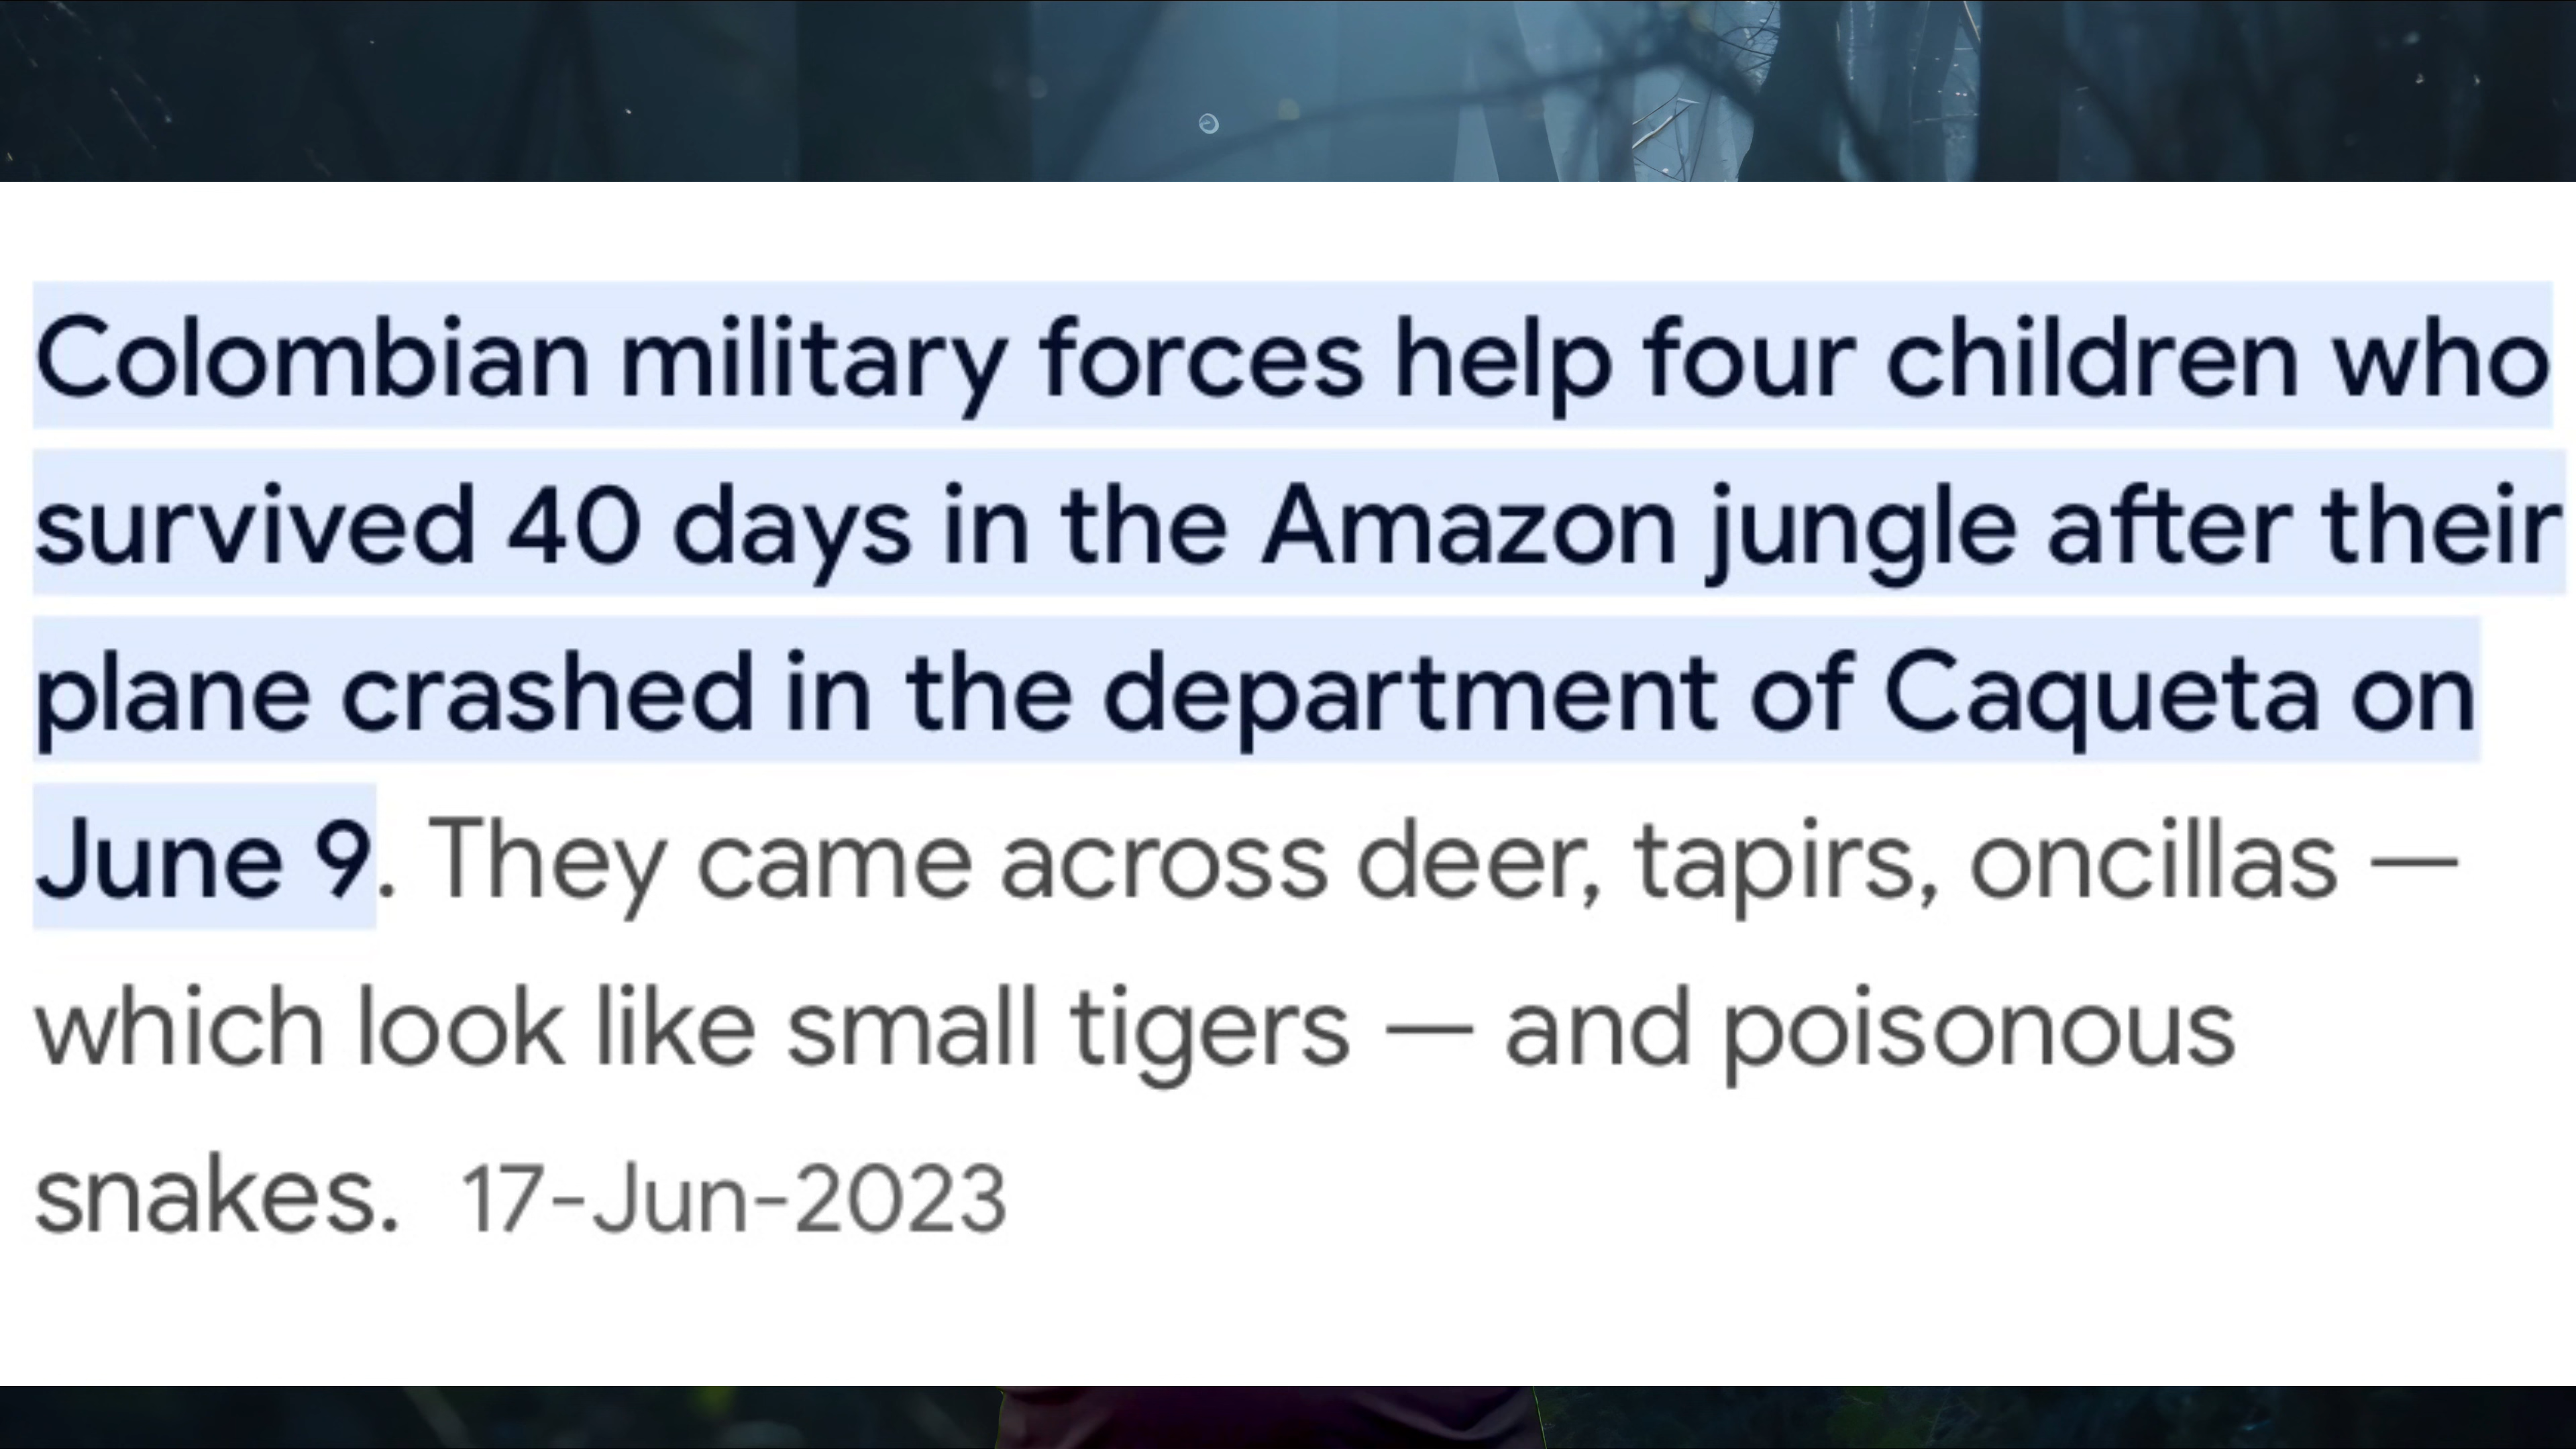 Colombian military forces help four children who
survived 40 days in the Amazon jungle after their
plane crashed in the department of Caqueta on
June 9. They came across deer, tapirs, oncillas —
which look like small tigers — and poisonous
snakes. 17-Jun-2023